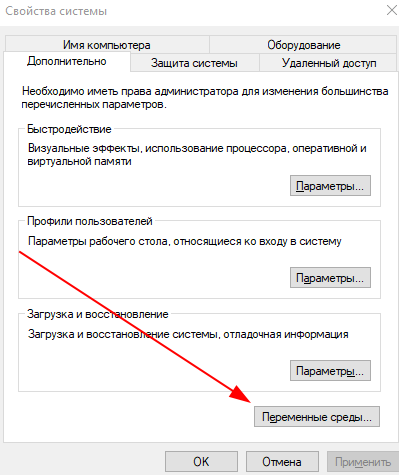 Свойства системы
Имя компьютера
Оборудование
Дополнительно
Защита системы
Удаленный доступ
Необходимо иметь права администратора для изменения большинства
перечисленных параметров.
Быстродействие
Визуальные эффекты, использование процессора, оперативной и
виртуальной памяти
Параметры...
Профили пользователей
Параметры рабочего стола, относящиеся ко входу в систему
Параметры...
Загрузка и восстановление
Загрузка и восстановление системы, отладочная информация
Параметры...
Переменные среды...
OK
Отмена
Применить